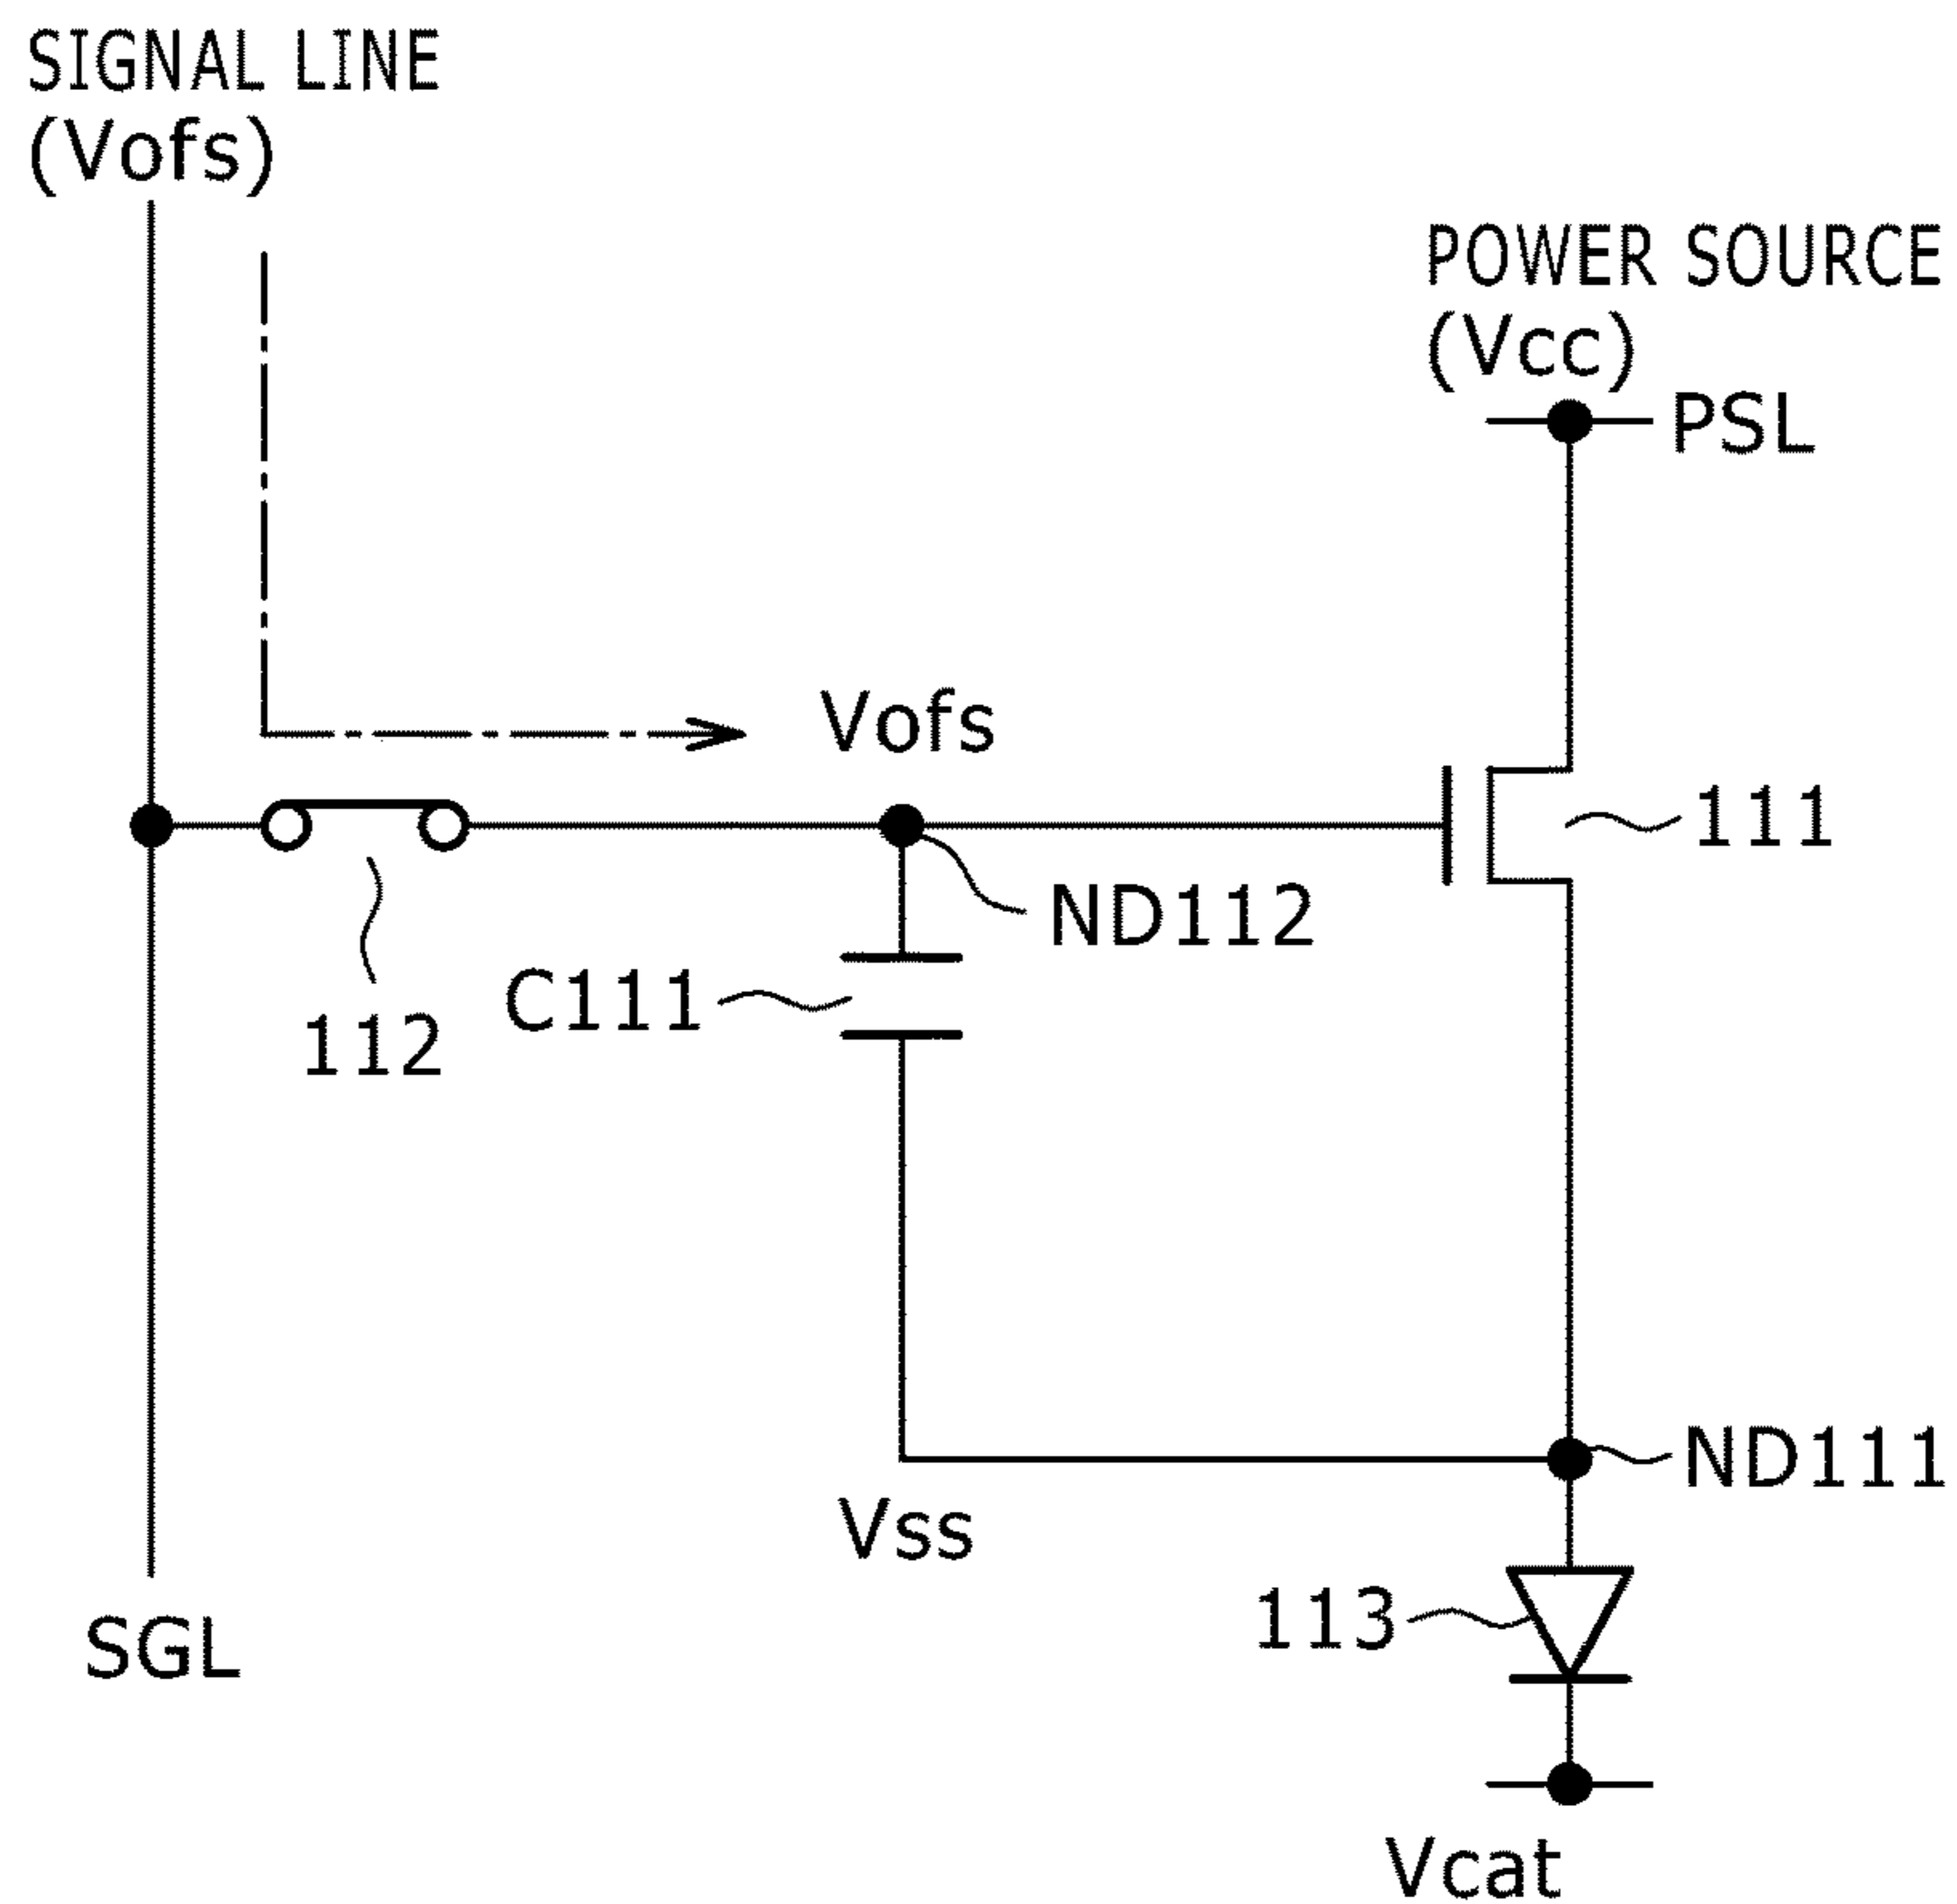 SIGNAL LINE
(Vofs)
POWER SOURCE
(Vcc)
PSL
Vofs
111
ND112
C111
112
ND111
Vss
113
SGL
Vcat